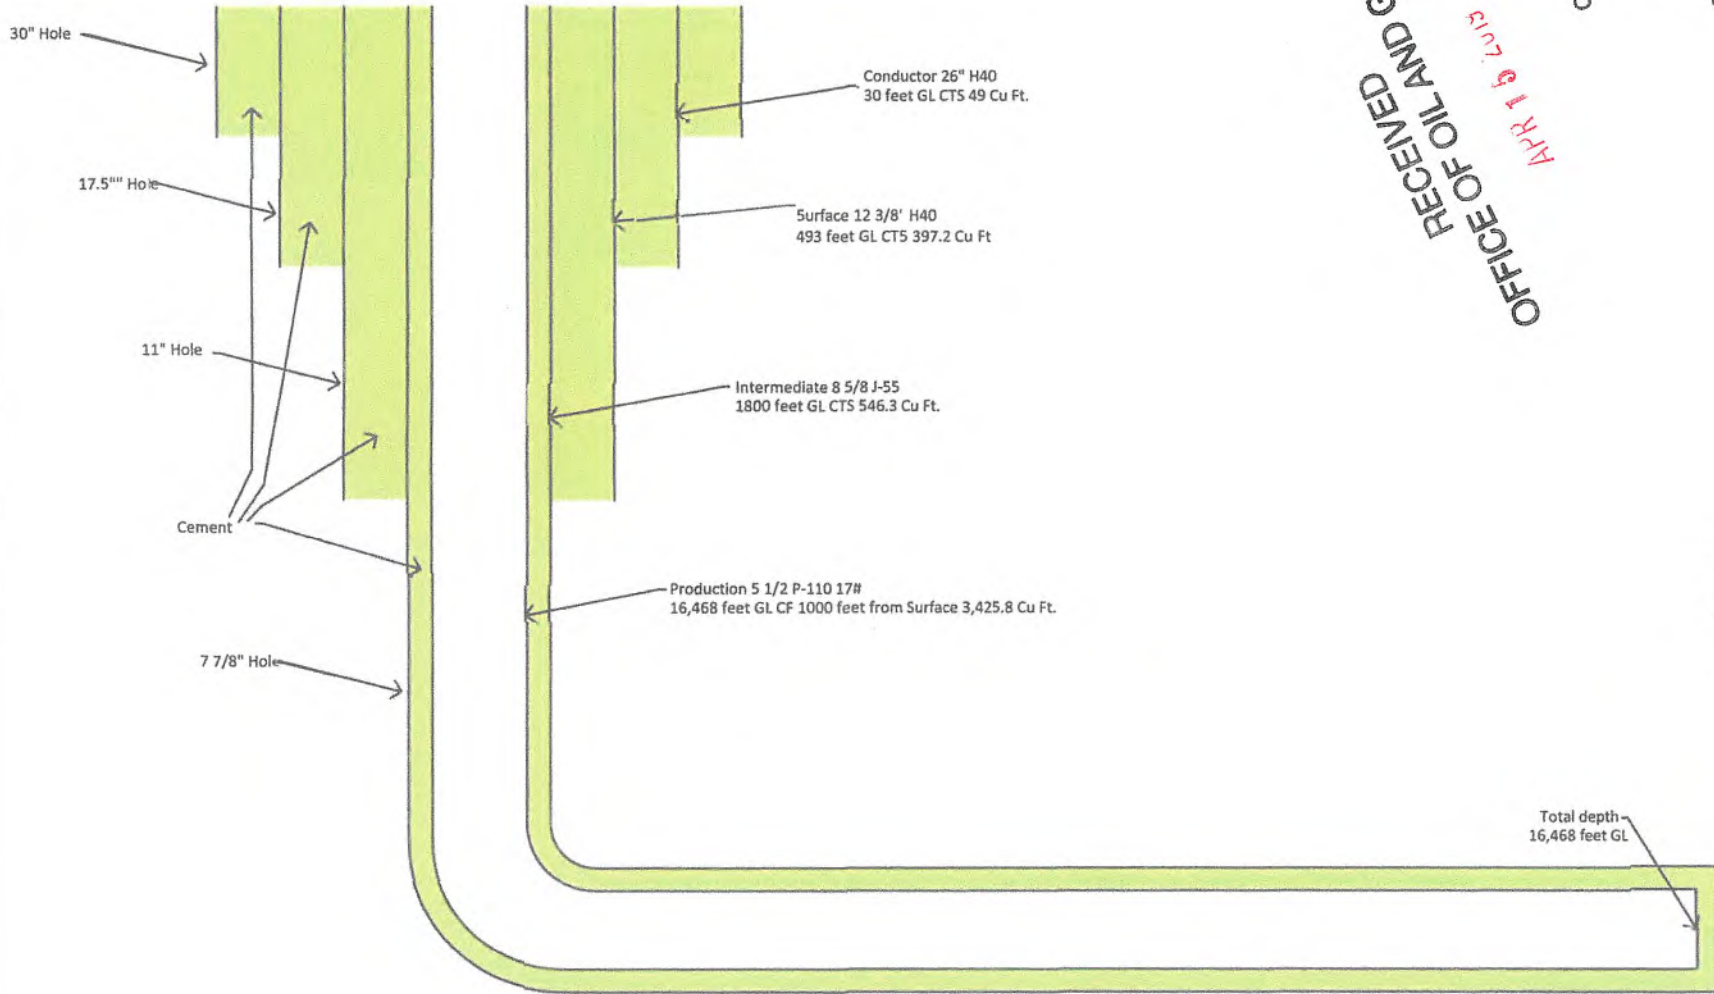 30" Hole
Conductor 26" H40
30 feet GL CTS 49 Cu Ft.
17.5"" Hole
Surface 12 3/8' H40
493 feet GL CTS 397.2 Cu Ft
11" Hole
Intermediate 8 5/8 J-55
1800 feet GL CTS 546.3 Cu Ft.
Cement
Production 5 1/2 P-110 17#
16,468 feet GL CF 1000 feet from Surface 3,425.8 Cu Ft.
7 7/8" Hole
Total depth
16,468 feet GL
RECEIVED
OFFICE OF OIL AND G
APR 15